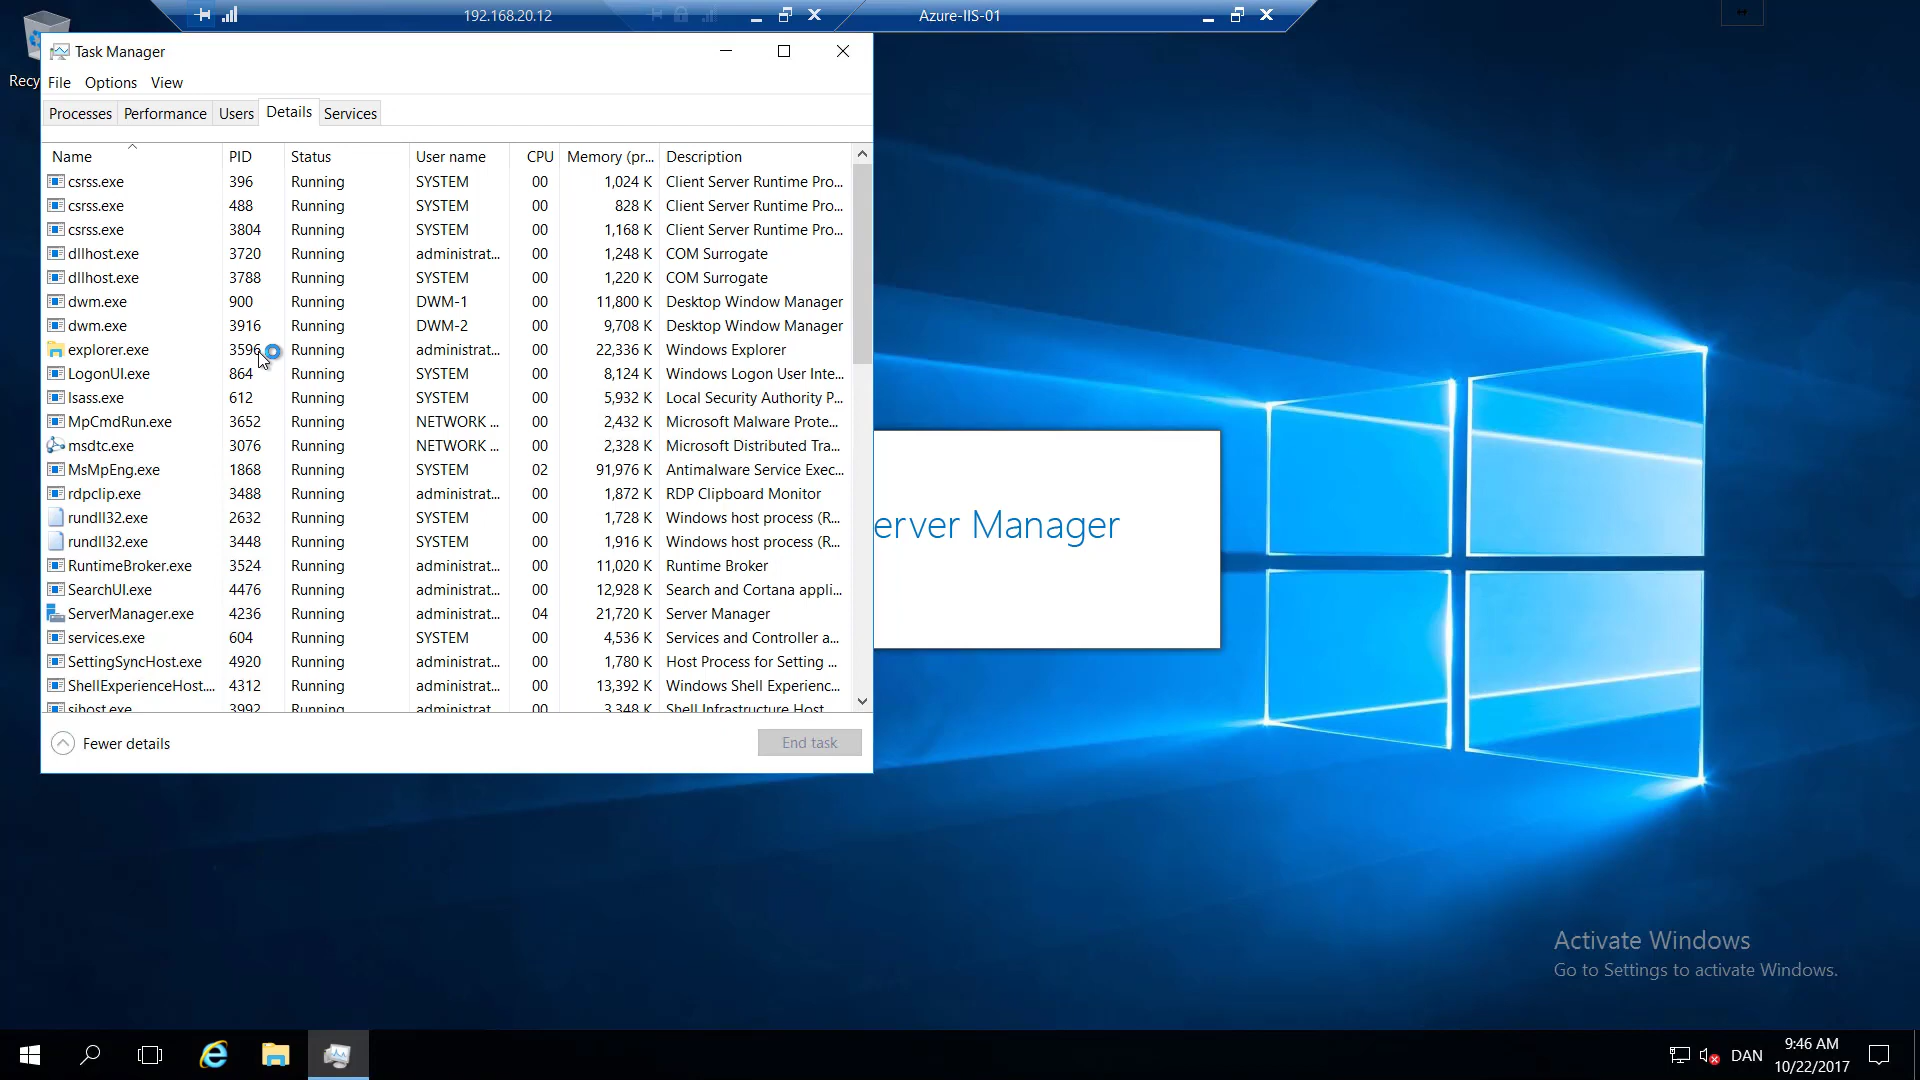 192.168.20.12
Azure-IIS-01
Recy
Task Manager
File Options View
Processes Performance Users Details Services
Name PID Status User name CPU Memory (pr... Description
csrss.exe 396 Running SYSTEM 00 1,024 K Client Server Runtime Pro...
csrss.exe 488 Running SYSTEM 00 828 K Client Server Runtime Pro...
csrss.exe 3804 Running SYSTEM 00 1,168 K Client Server Runtime Pro...
dllhost.exe 3720 Running administrat... 00 1,248 K COM Surrogate
dllhost.exe 3788 Running SYSTEM 00 1,220 K COM Surrogate
dwm.exe 900 Running DWM-1 00 11,800 K Desktop Window Manager
dwm.exe 3916 Running DWM-2 00 9,708 K Desktop Window Manager
explorer.exe 3596 Running administrat... 00 22,336 K Windows Explorer
LogonUI.exe 864 Running SYSTEM 00 8,124 K Windows Logon User Inte...
lsass.exe 612 Running SYSTEM 00 5,932 K Local Security Authority P...
MpCmdRun.exe 3652 Running NETWORK ... 00 2,432 K Microsoft Malware Prote...
msdtc.exe 3076 Running NETWORK ... 00 2,328 K Microsoft Distributed Tra...
MsMpEng.exe 1868 Running SYSTEM 02 91,976 K Antimalware Service Exec...
rdpclip.exe 3488 Running administrat... 00 1,872 K RDP Clipboard Monitor
rundll32.exe 2632 Running SYSTEM 00 1,728 K Windows host process (R...
rundll32.exe 3448 Running SYSTEM 00 1,916 K Windows host process (R...
RuntimeBroker.exe 3524 Running administrat... 00 11,020 K Runtime Broker
SearchUI.exe 4476 Running administrat... 00 12,928 K Search and Cortana appli...
ServerManager.exe 4236 Running administrat... 04 21,720 K Server Manager
services.exe 604 Running SYSTEM 00 4,536 K Services and Controller a...
SettingSyncHost.exe 4920 Running administrat... 00 1,780 K Host Process for Setting ...
ShellExperienceHost.... 4312 Running administrat... 00 13,392 K Windows Shell Experienc...
sihost.exe 3992 Running administrat 00 3,348 K Shell Infrastructure Host
Fewer details End task
erver Manager
Activate Windows
Go to Settings to activate Windows.
DAN
9:46 AM
10/22/2017